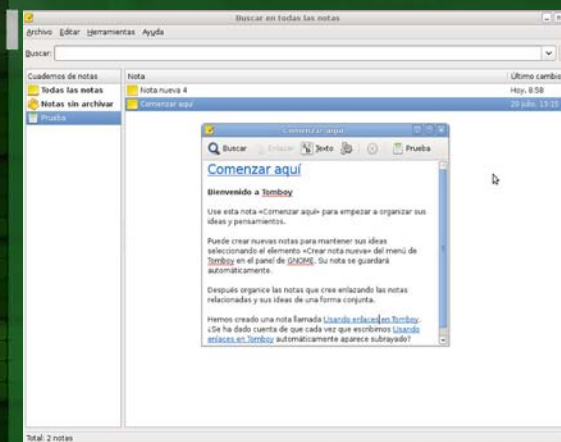 Buscar en todas las notas
Archivo Editar Herramientas Ayuda
Buscar:
Cuadernos de notas
Nota
Último cambio
Todas las notas
Nota nueva 4
Hoy, 8:58
Notas sin archivar
Comenzar aquí
20 julio, 13:15
Prueba
Comenzar aquí
Buscar Enlazar Texto Prueba
Comenzar aquí
Bienvenido a Tomboy
Use esta nota «Comenzar aquí» para empezar a organizar sus
ideas y pensamientos.
Puede crear nuevas notas para mantener sus ideas
seleccionando el elemento «Crear nota nueva» del menú de
Tomboy en el panel de GNOME. Su nota se guardará
automáticamente.
Después organice las notas que cree enlazando las notas
relacionadas y sus ideas de una forma conjunta.
Hemos creado una nota llamada Usando enlaces en Tomboy.
¿Se ha dado cuenta de que cada vez que escribimos Usando
enlaces en Tomboy automáticamente aparece subrayado?
Total: 2 notas